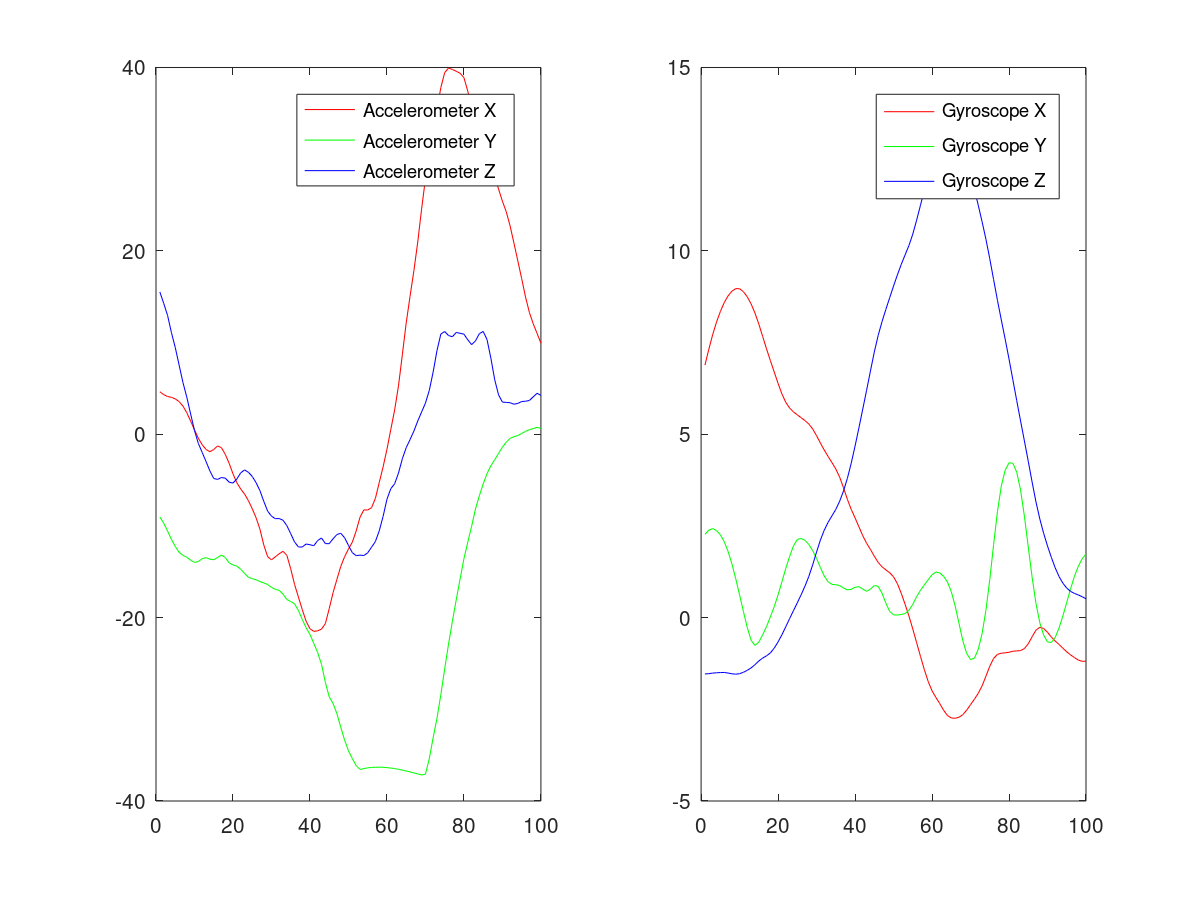 40
20
0
-20
-40
0 20 40 60 80 100
Accelerometer X
Accelerometer Y
Accelerometer Z
15
10
5
0
-5
0 20 40 60 80 100
Gyroscope X
Gyroscope Y
Gyroscope Z